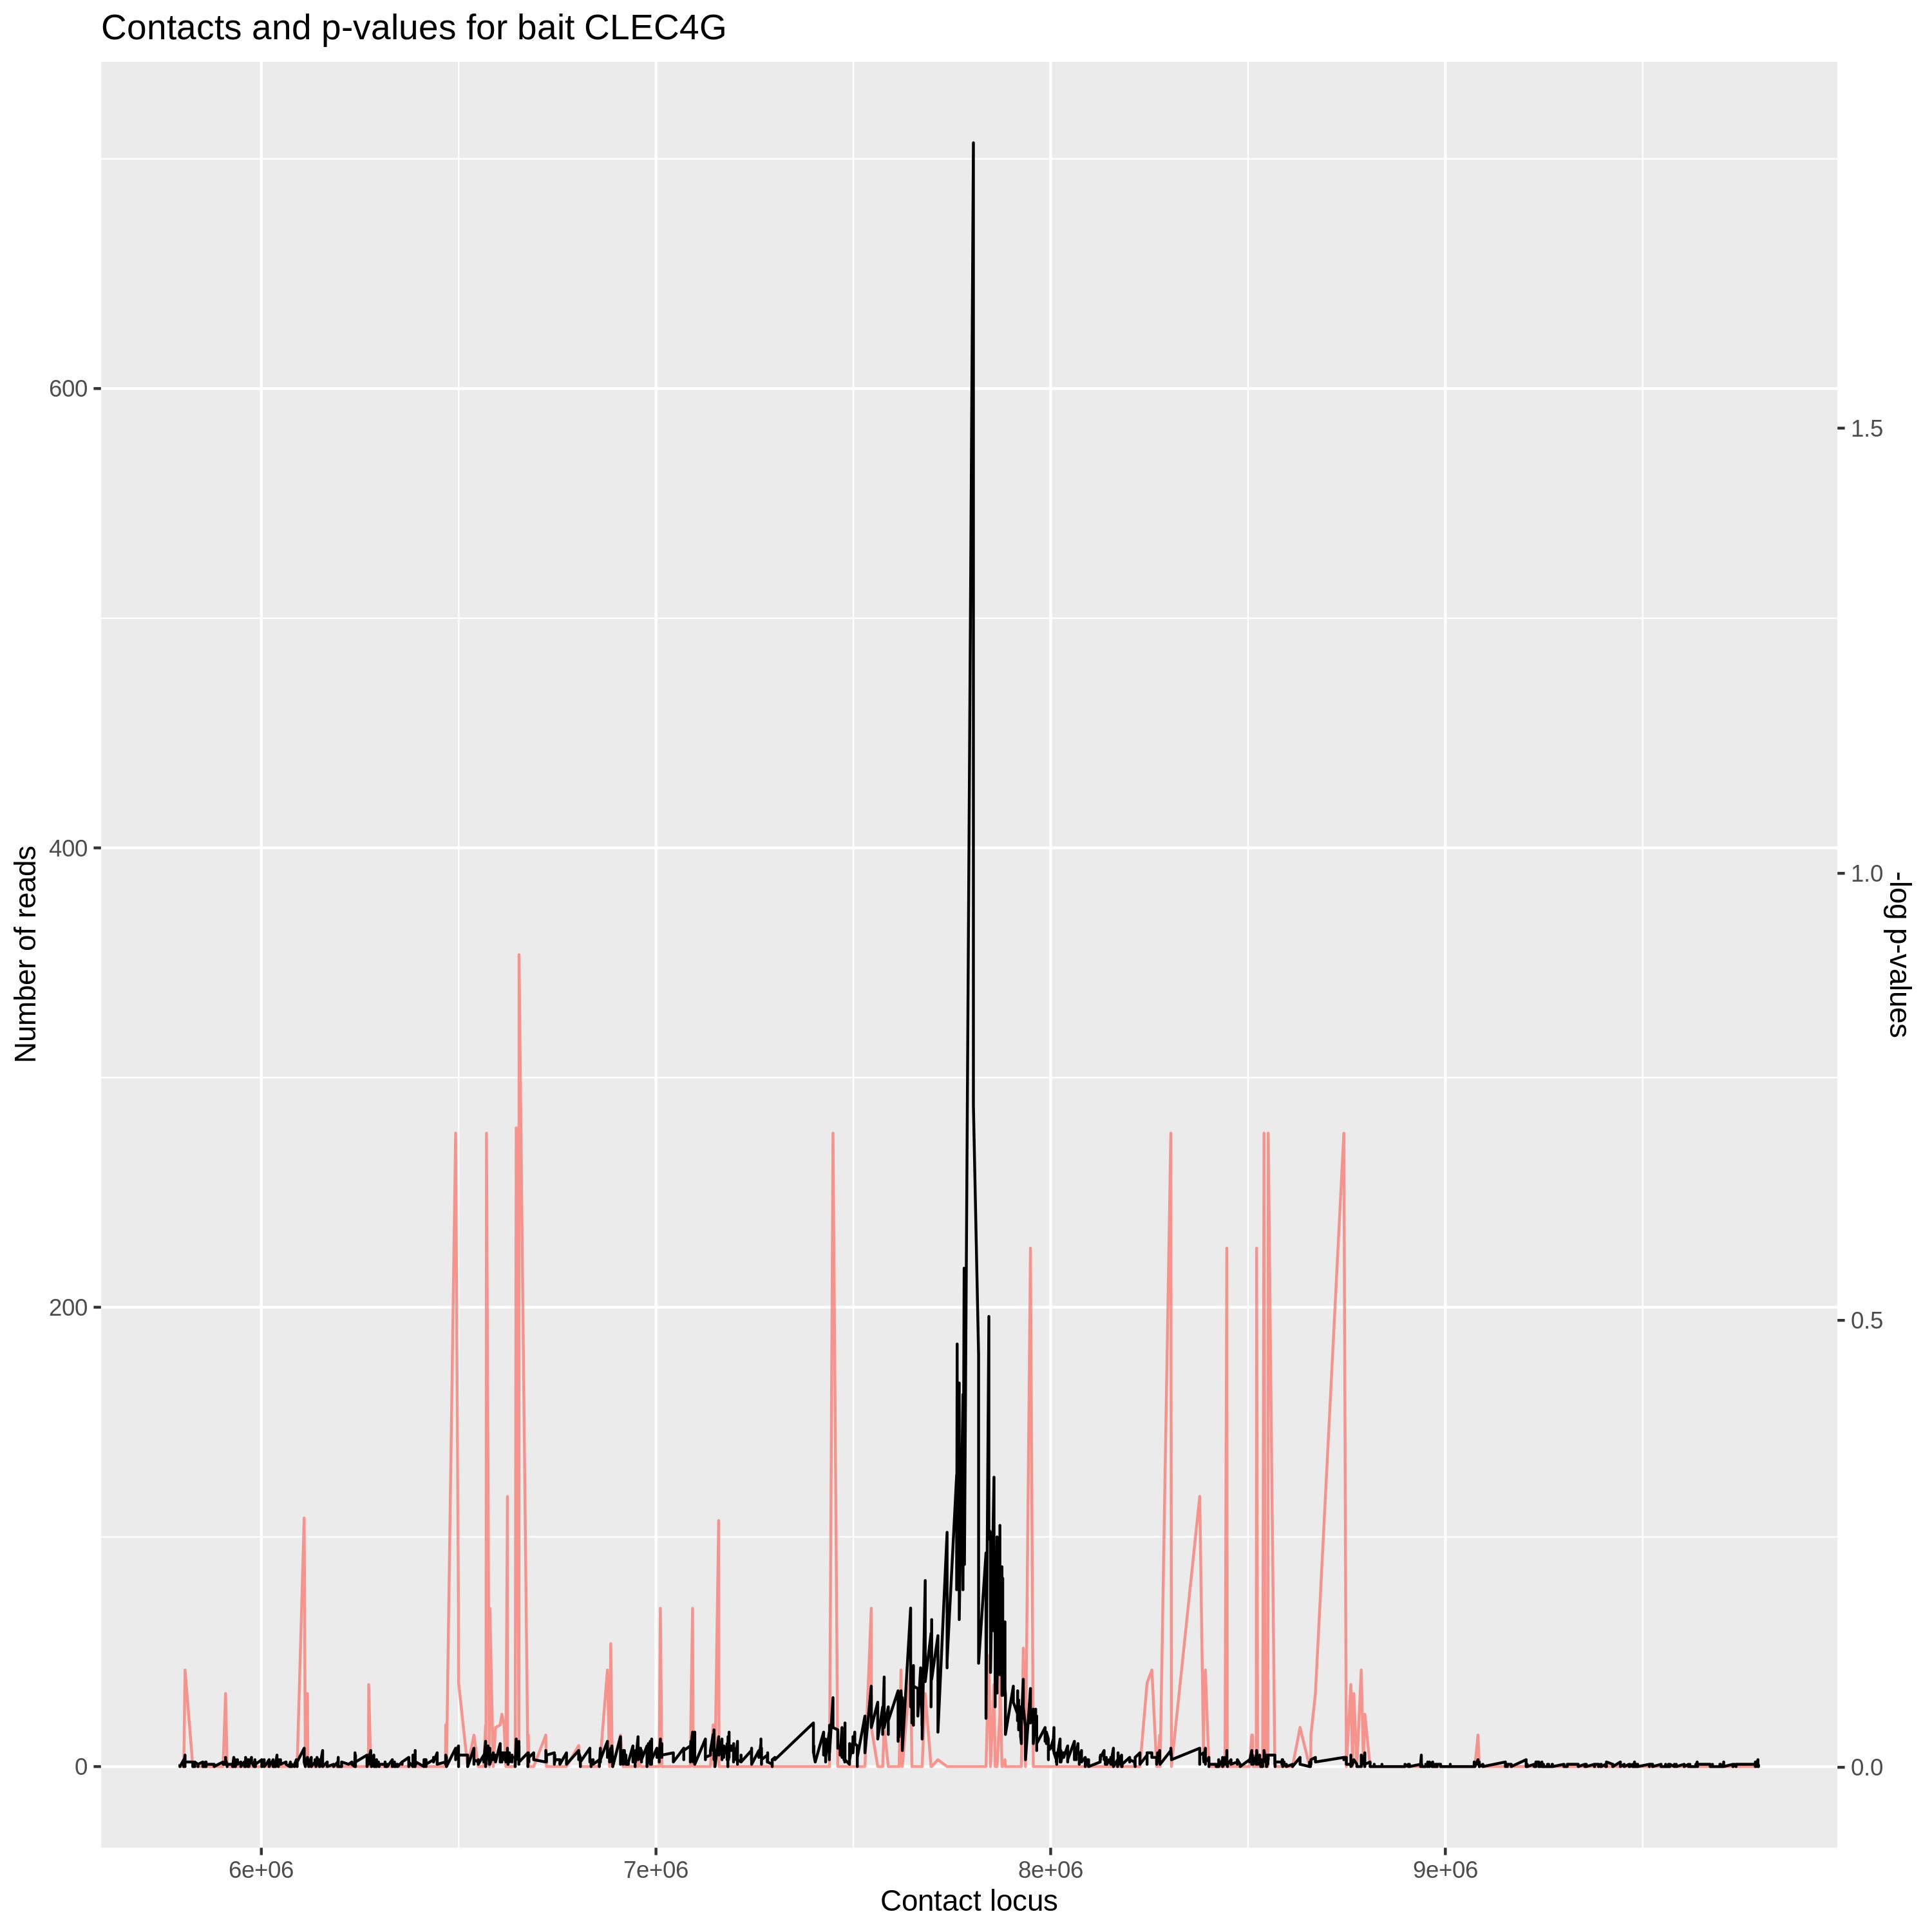 Contacts and p-values for bait CLEC4G
600
400
200
0
Number of reads
1.5
1.0
0.5
0.0
-log p-values
6e+06
7e+06
8e+06
9e+06
Contact locus